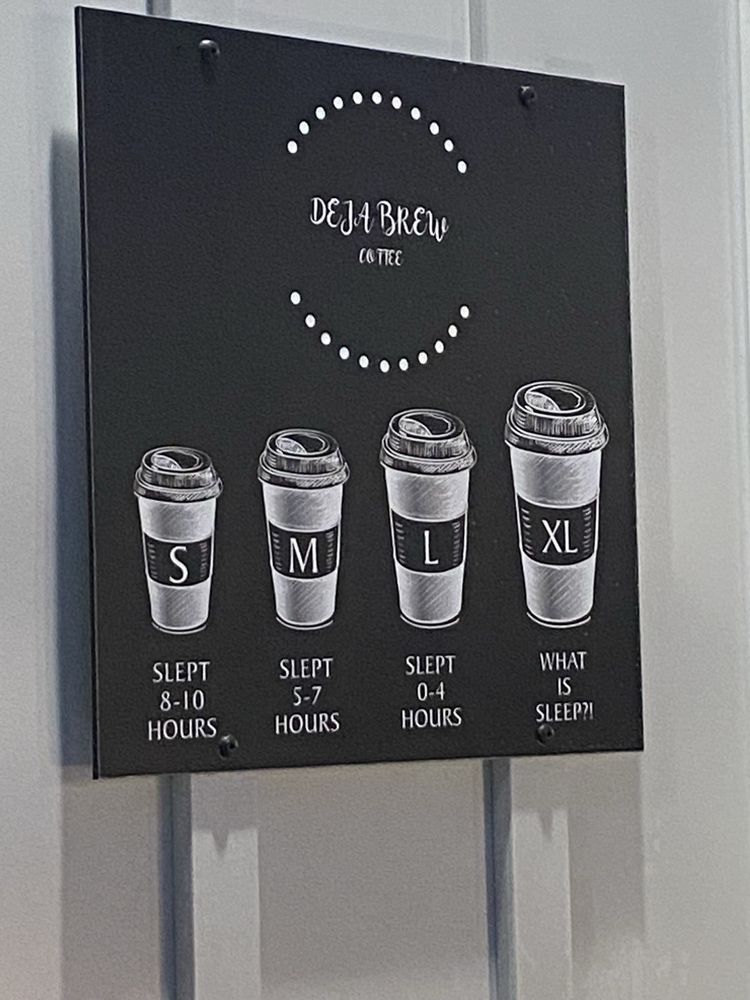 DEJA BREW
COFFEE
S
M
L
XL
SLEPT
8-10
HOURS
SLEPT
5-7
HOURS
SLEPT
0-4
HOURS
WHAT
IS
SLEEP?!